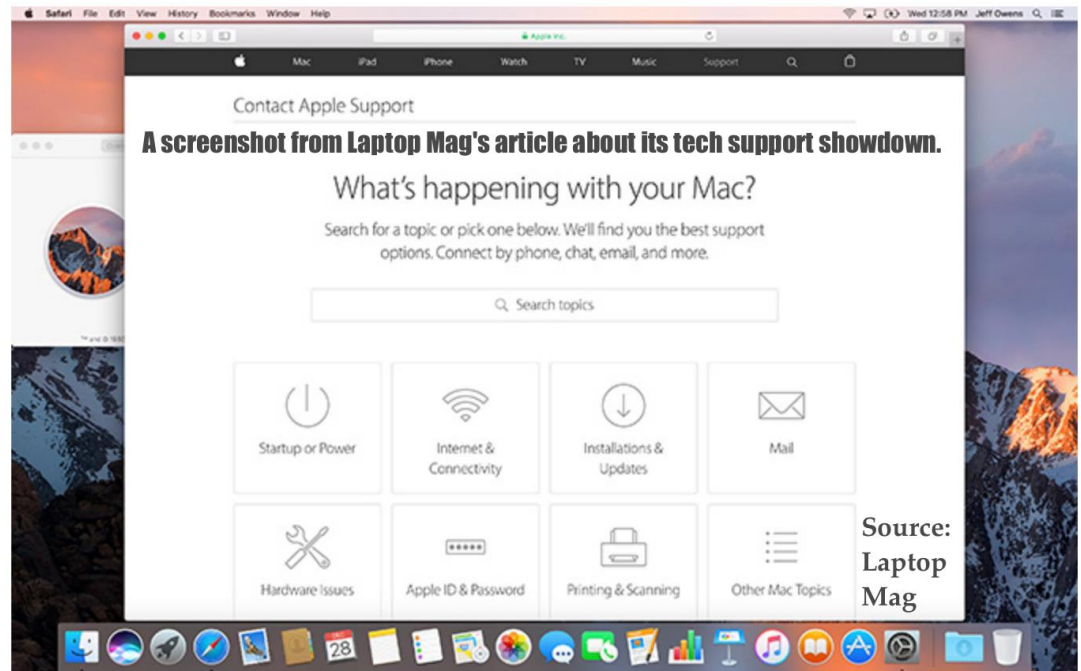 Safari File Edit View History Bookmarks Window Help
Wed 12:58 PM Jeff Owens
Apple Inc.
Mac iPad iPhone Watch TV Music Support
Contact Apple Support
A screenshot from Laptop Mag's article about its tech support showdown.
What's happening with your Mac?
Search for a topic or pick one below. We'll find you the best support
options. Connect by phone, chat, email, and more.
Search topics
™ and ©
Startup or Power
Internet &
Connectivity
Installations &
Updates
Mail
Hardware Issues
Apple ID & Password
Printing & Scanning
Other Mac Topics
Source:
Laptop
Mag
28